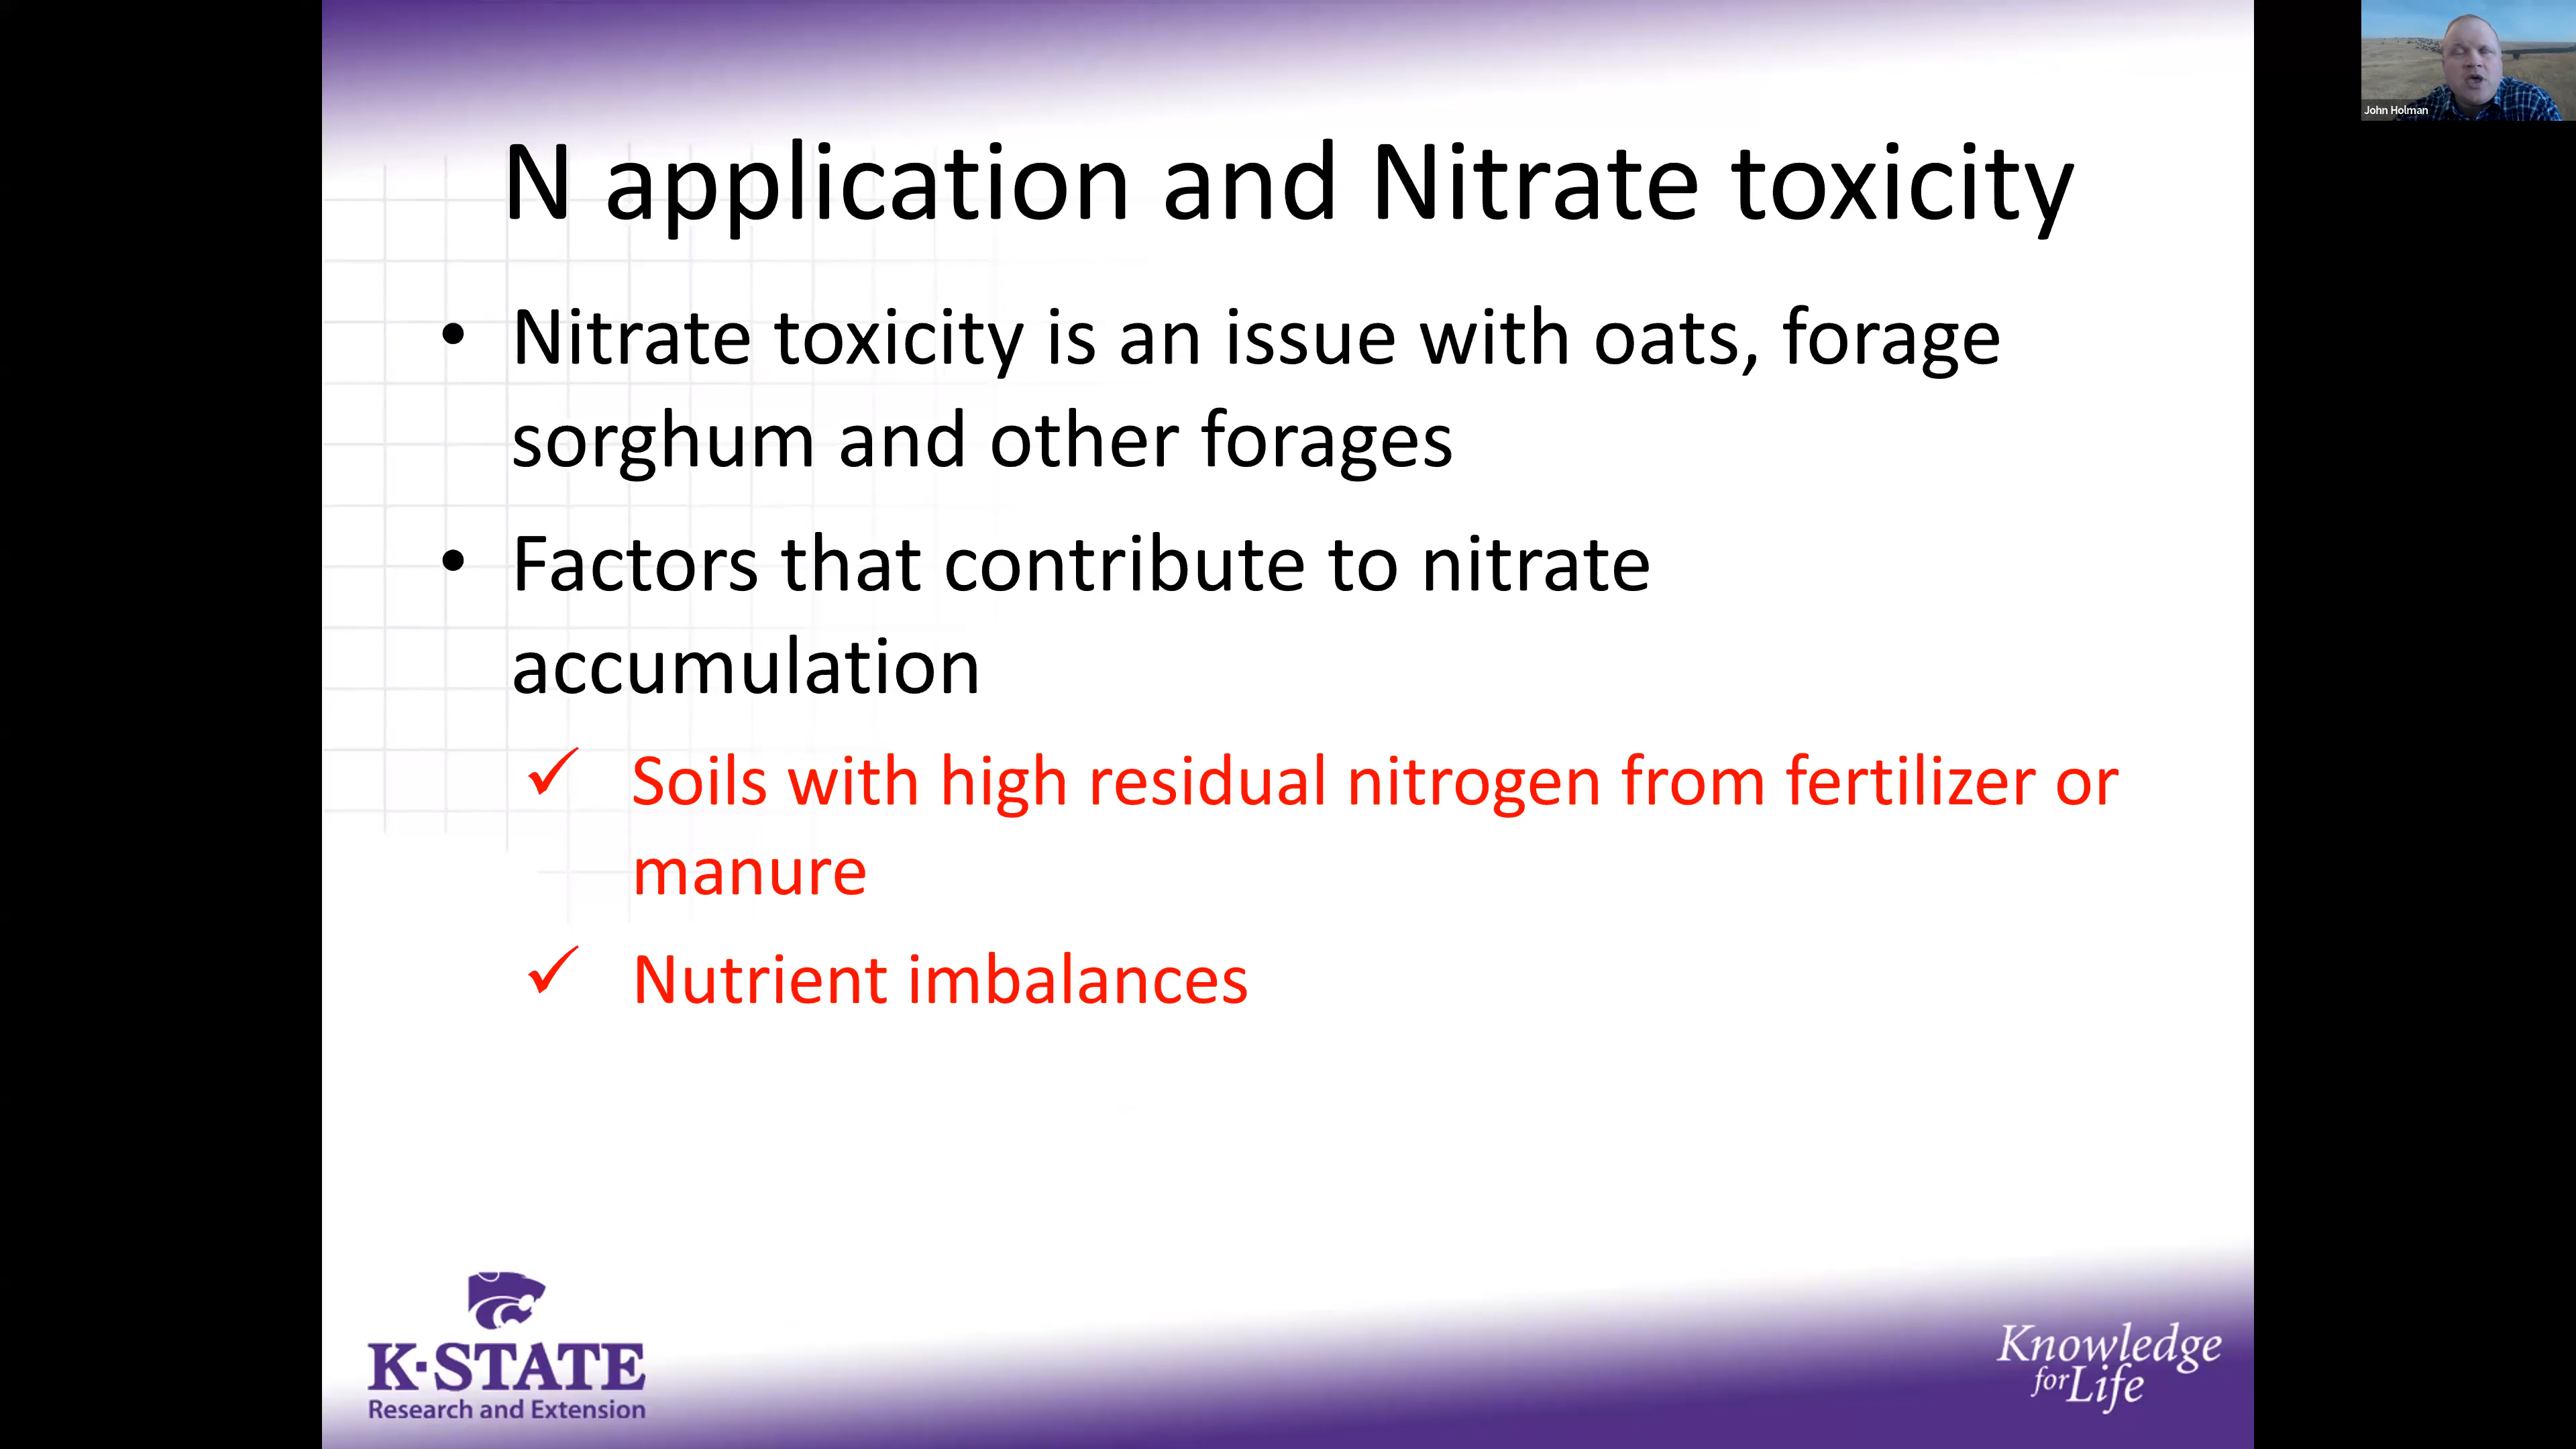 John Holman
N application and Nitrate toxicity
• Nitrate toxicity is an issue with oats, forage
sorghum and other forages
• Factors that contribute to nitrate
accumulation
✓ Soils with high residual nitrogen from fertilizer or
manure
✓ Nutrient imbalances
K·STATE
Research and Extension
Knowledge
for Life